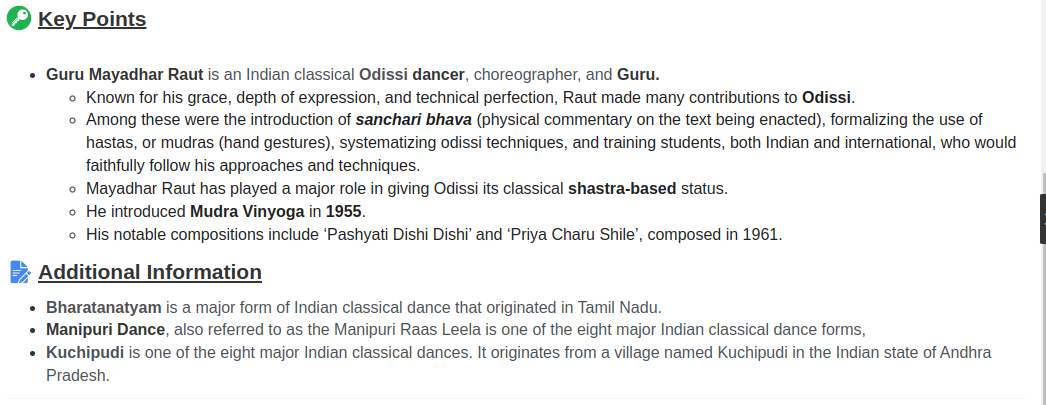 Key Points
• Guru Mayadhar Raut is an Indian classical Odissi dancer, choreographer, and Guru.
◦ Known for his grace, depth of expression, and technical perfection, Raut made many contributions to Odissi.
◦ Among these were the introduction of sanchari bhava (physical commentary on the text being enacted), formalizing the use of
hastas, or mudras (hand gestures), systematizing odissi techniques, and training students, both Indian and international, who would
faithfully follow his approaches and techniques.
◦ Mayadhar Raut has played a major role in giving Odissi its classical shastra-based status.
◦ He introduced Mudra Vinyoga in 1955.
◦ His notable compositions include ‘Pashyati Dishi Dishi’ and ‘Priya Charu Shile’, composed in 1961.
Additional Information
• Bharatanatyam is a major form of Indian classical dance that originated in Tamil Nadu.
• Manipuri Dance, also referred to as the Manipuri Raas Leela is one of the eight major Indian classical dance forms,
• Kuchipudi is one of the eight major Indian classical dances. It originates from a village named Kuchipudi in the Indian state of Andhra
Pradesh.